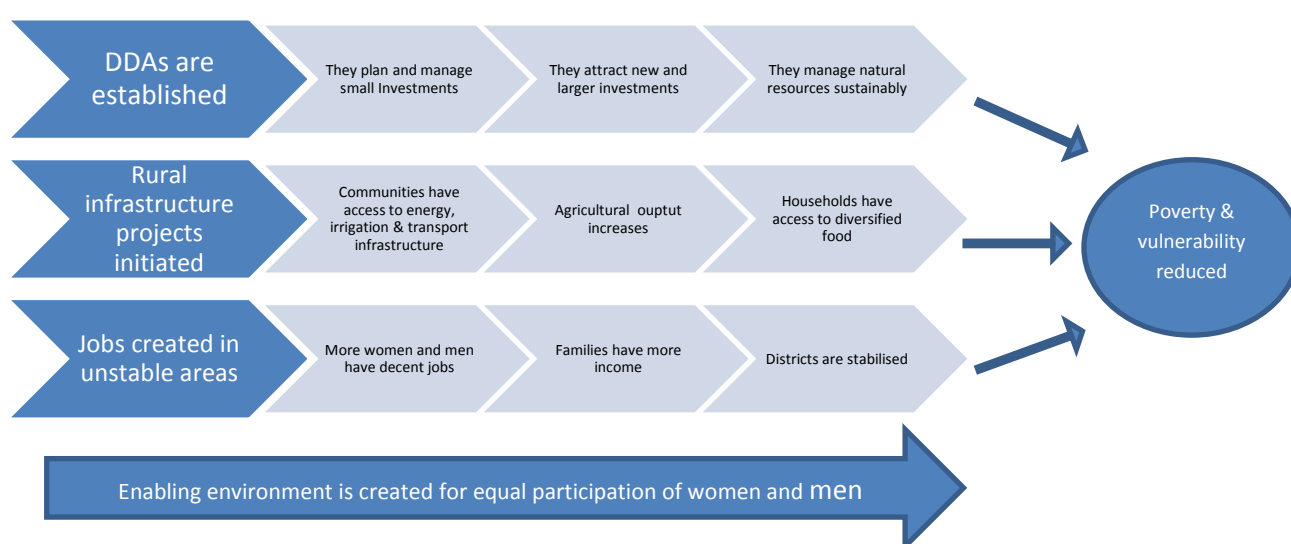 DDAs are
established
They plan and manage
small Investments
They attract new and
larger investments
They manage natural
resources sustainably
Rural
infrastructure
projects
initiated
Communities have
access to energy,
irrigation & transport
infrastructure
Agricultural ouptut
increases
Households have
access to diversified
food
Jobs created in
unstable areas
More women and men
have decent jobs
Families have more
income
Districts are stabilised
Poverty &
vulnerability
reduced
Enabling environment is created for equal participation of women and men